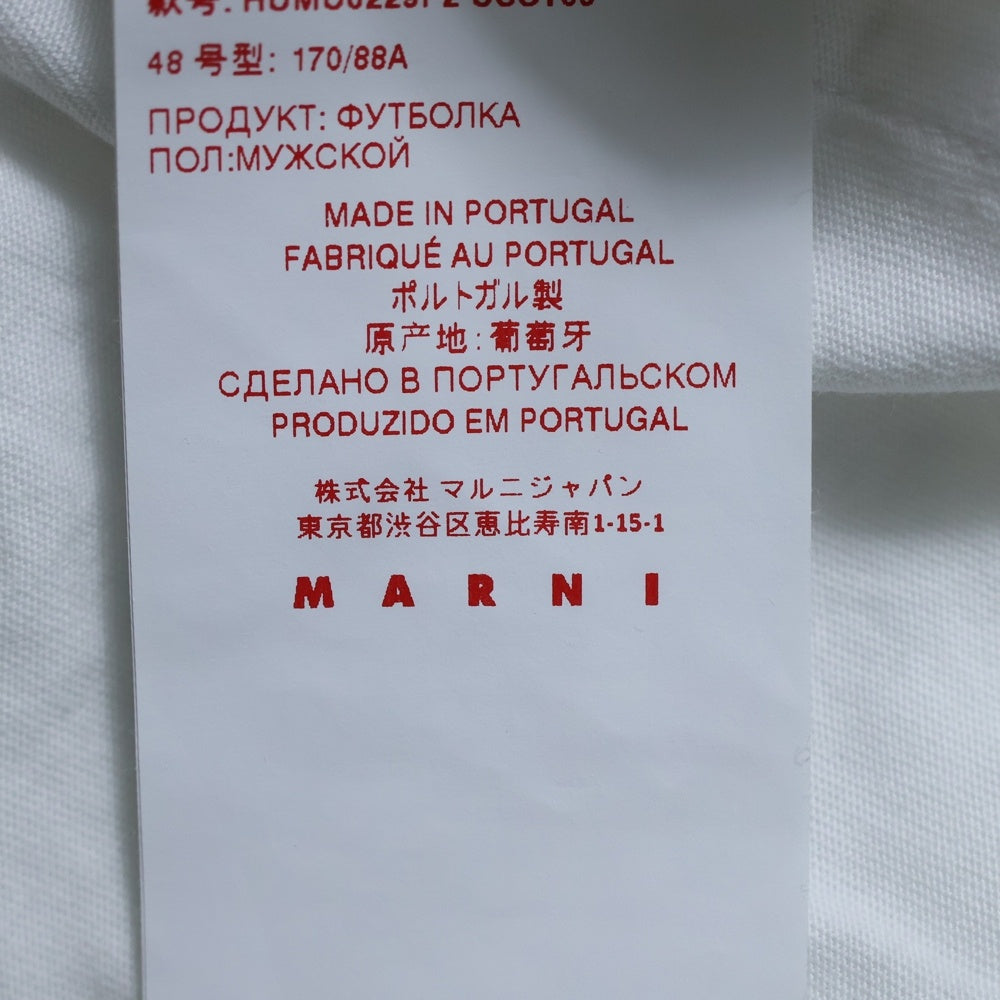 款号:
48 号型: 170/88A
ПРОДУКТ: ФУТБОЛКА
ПОЛ:МУЖСКОЙ
MADE IN PORTUGAL
FABRIQUÉ AU PORTUGAL
ポルトガル製
原产地:葡萄牙
СДЕЛАНО В ПОРТУГАЛЬСКОМ
PRODUZIDO EM PORTUGAL
株式会社 マルニジャパン
東京都渋谷区恵比寿南1-15-1
MARNI